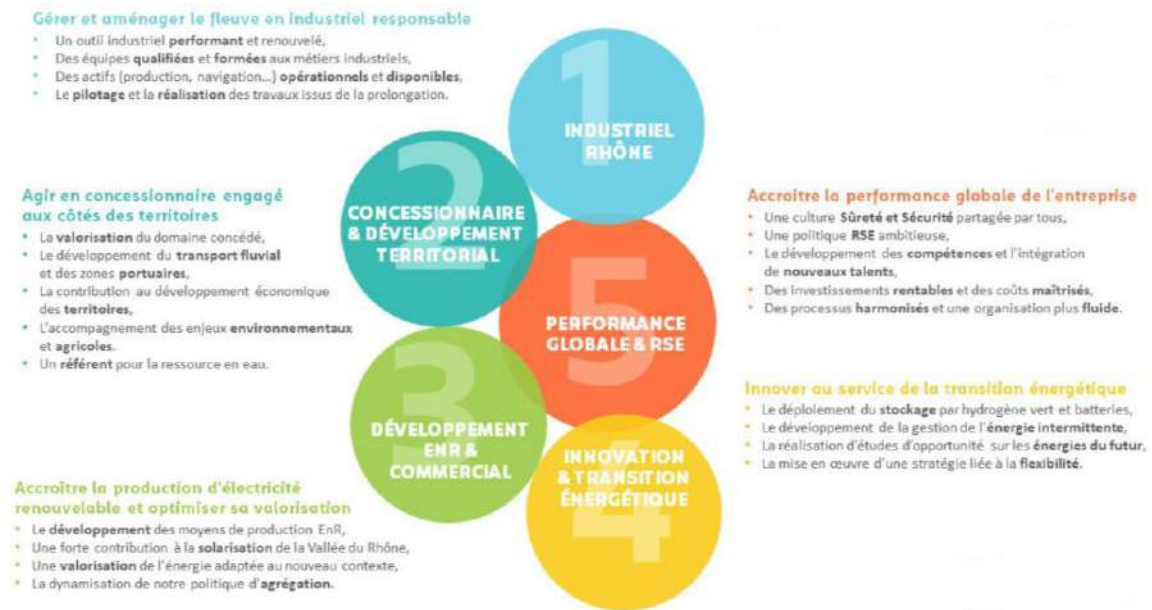 Gérer et aménager le fleuve en industriel responsable
• Un outil industriel performant et renouvelé,
• Des équipes qualifiées et formées aux métiers industriels,
• Des actifs (production, navigation...) opérationnels et disponibles,
• Le pilotage et la réalisation des travaux issus de la prolongation.
1
INDUSTRIEL
RHÔNE
Agir en concessionnaire engagé
aux côtés des territoires
• La valorisation du domaine concédé,
• Le développement du transport fluvial
et des zones portuaires,
• La contribution au développement économique
des territoires,
• L'accompagnement des enjeux environnementaux
et agricoles.
• Un référent pour la ressource en eau.
2
CONCESSIONNAIRE
& DÉVELOPPEMENT
TERRITORIAL
Accroître la production d'électricité
renouvelable et optimiser sa valorisation
• Le développement des moyens de production EnR,
• Une forte contribution à la solarisation de la Vallée du Rhône,
• Une valorisation de l'énergie adaptée au nouveau contexte,
• La dynamisation de notre politique d'agrégation.
3
DÉVELOPPEMENT
ENR &
COMMERCIAL
Innover au service de la transition énergétique
• Le déploiement du stockage par hydrogène vert et batteries,
• Le développement de la gestion de l'énergie intermittente,
• La réalisation d'études d'opportunité sur les énergies du futur,
• La mise en œuvre d'une stratégie liée à la flexibilité.
4
INNOVATION
& TRANSITION
ÉNERGÉTIQUE
Accroître la performance globale de l'entreprise
• Une culture Sûreté et Sécurité partagée par tous,
• Une politique RSE ambitieuse,
• Le développement des compétences et l'intégration
de nouveaux talents,
• Des investissements rentables et des coûts maîtrisés,
• Des processus harmonisés et une organisation plus fluide.
5
PERFORMANCE
GLOBALE & RSE